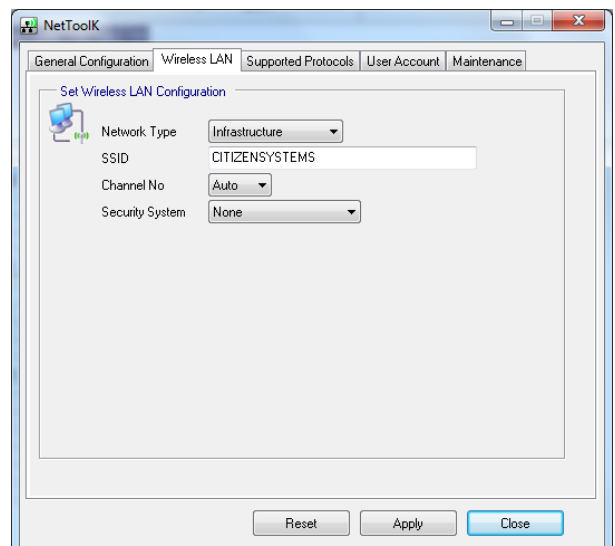 NetToolK
General Configuration Wireless LAN Supported Protocols User Account Maintenance
Set Wireless LAN Configuration
Network Type Infrastructure
SSID CITIZENSYSTEMS
Channel No Auto
Security System None
Reset Apply Close